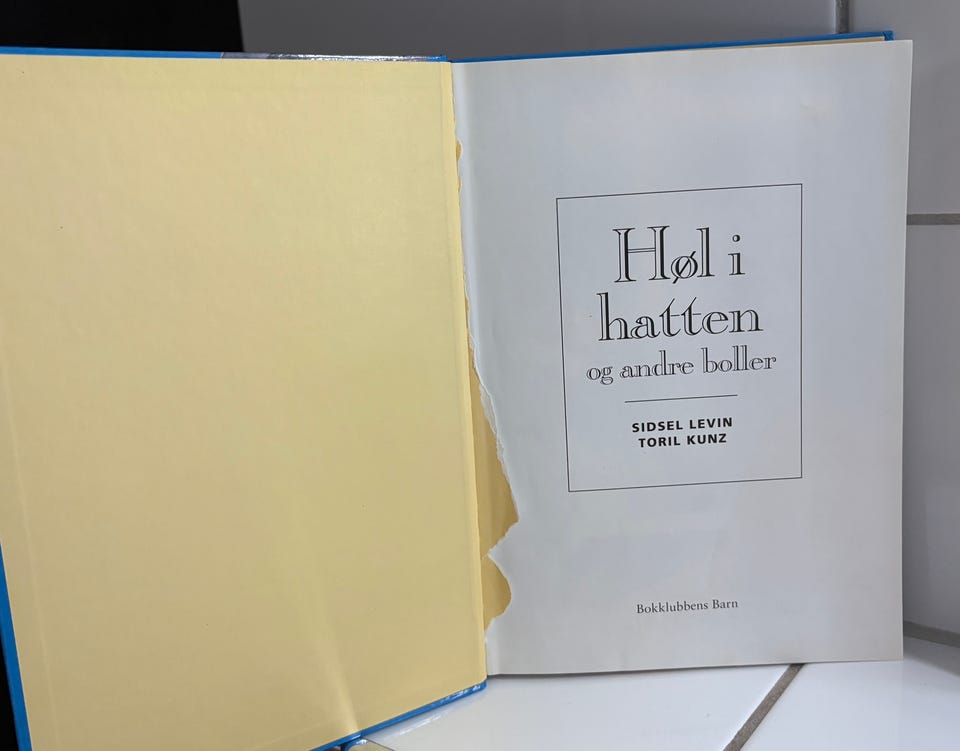 Høl i
hatten
og andre boller
SIDSEL LEVIN
TORIL KUNZ
Bokklubbens Barn